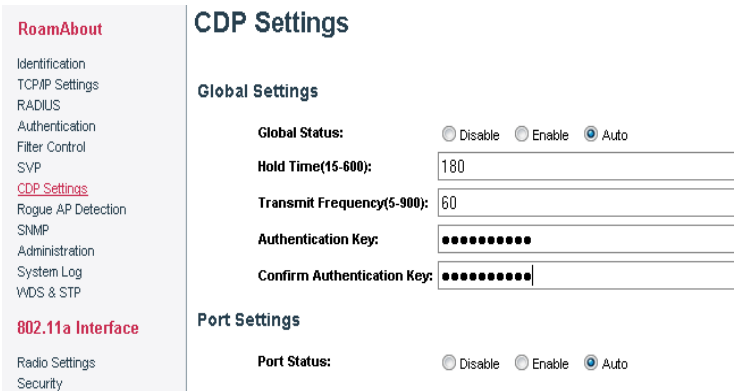 RoamAbout
Identification
TCP/IP Settings
RADIUS
Authentication
Filter Control
SVP
CDP Settings
Rogue AP Detection
SNMP
Administration
System Log
WDS & STP
802.11a Interface
Radio Settings
Security
CDP Settings
Global Settings
Global Status: Disable Enable Auto
Hold Time(15-600): 180
Transmit Frequency(5-900): 60
Authentication Key: ●●●●●●●●●●
Confirm Authentication Key: ●●●●●●●●●●
Port Settings
Port Status: Disable Enable Auto